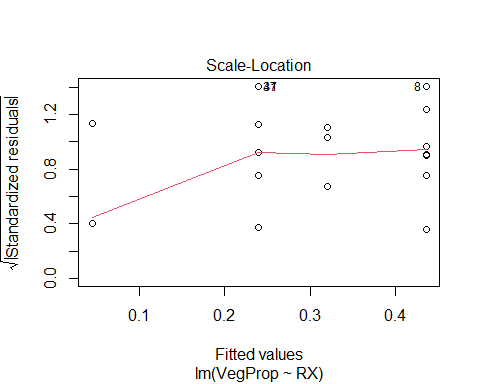 Scale-Location
√|Standardized residuals|
0.0 0.4 0.8 1.2
8
0.1 0.2 0.3 0.4
Fitted values
lm(VegProp ~ RX)